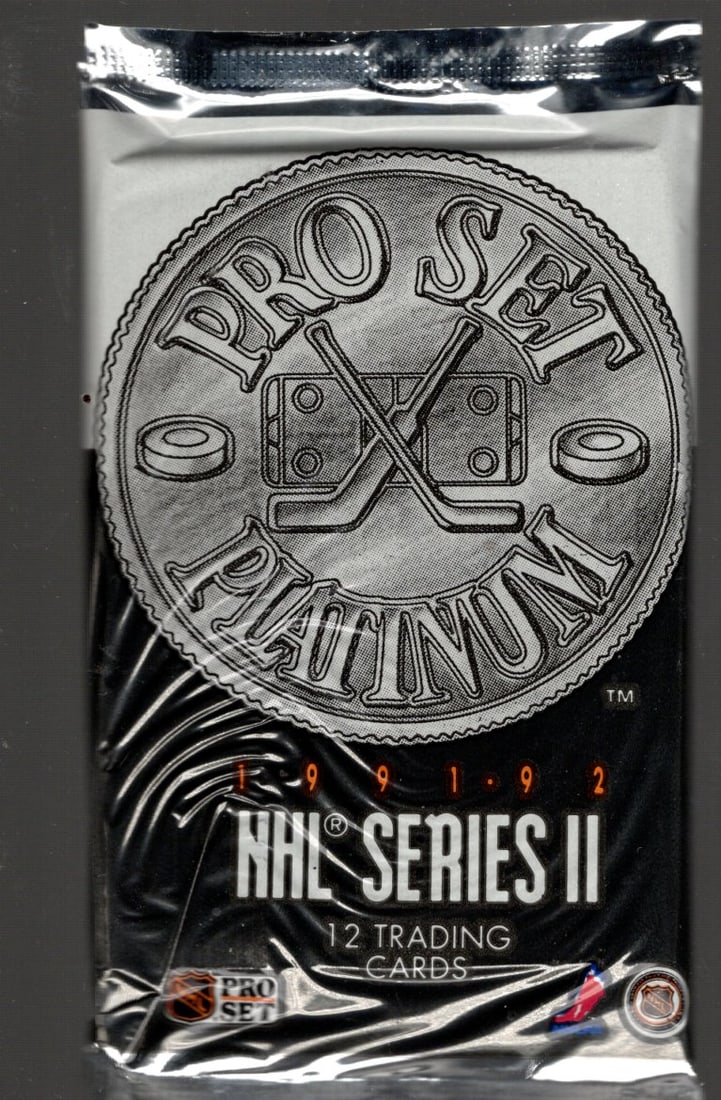 PRO SET
PLATINUM
TM
1991-92
NHL® SERIES II
12 TRADING
CARDS
PRO
SET